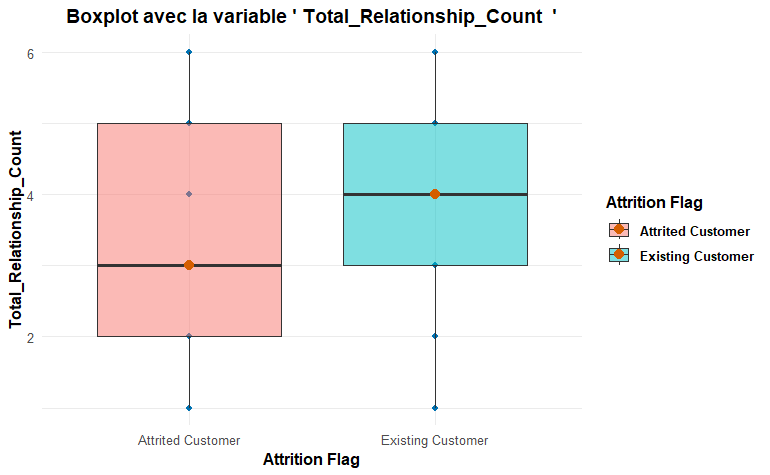 Boxplot avec la variable ' Total_Relationship_Count  '
Total_Relationship_Count
6
4
2
Attrited Customer
Existing Customer
Attrition Flag
Attrition Flag
Attrited Customer
Existing Customer